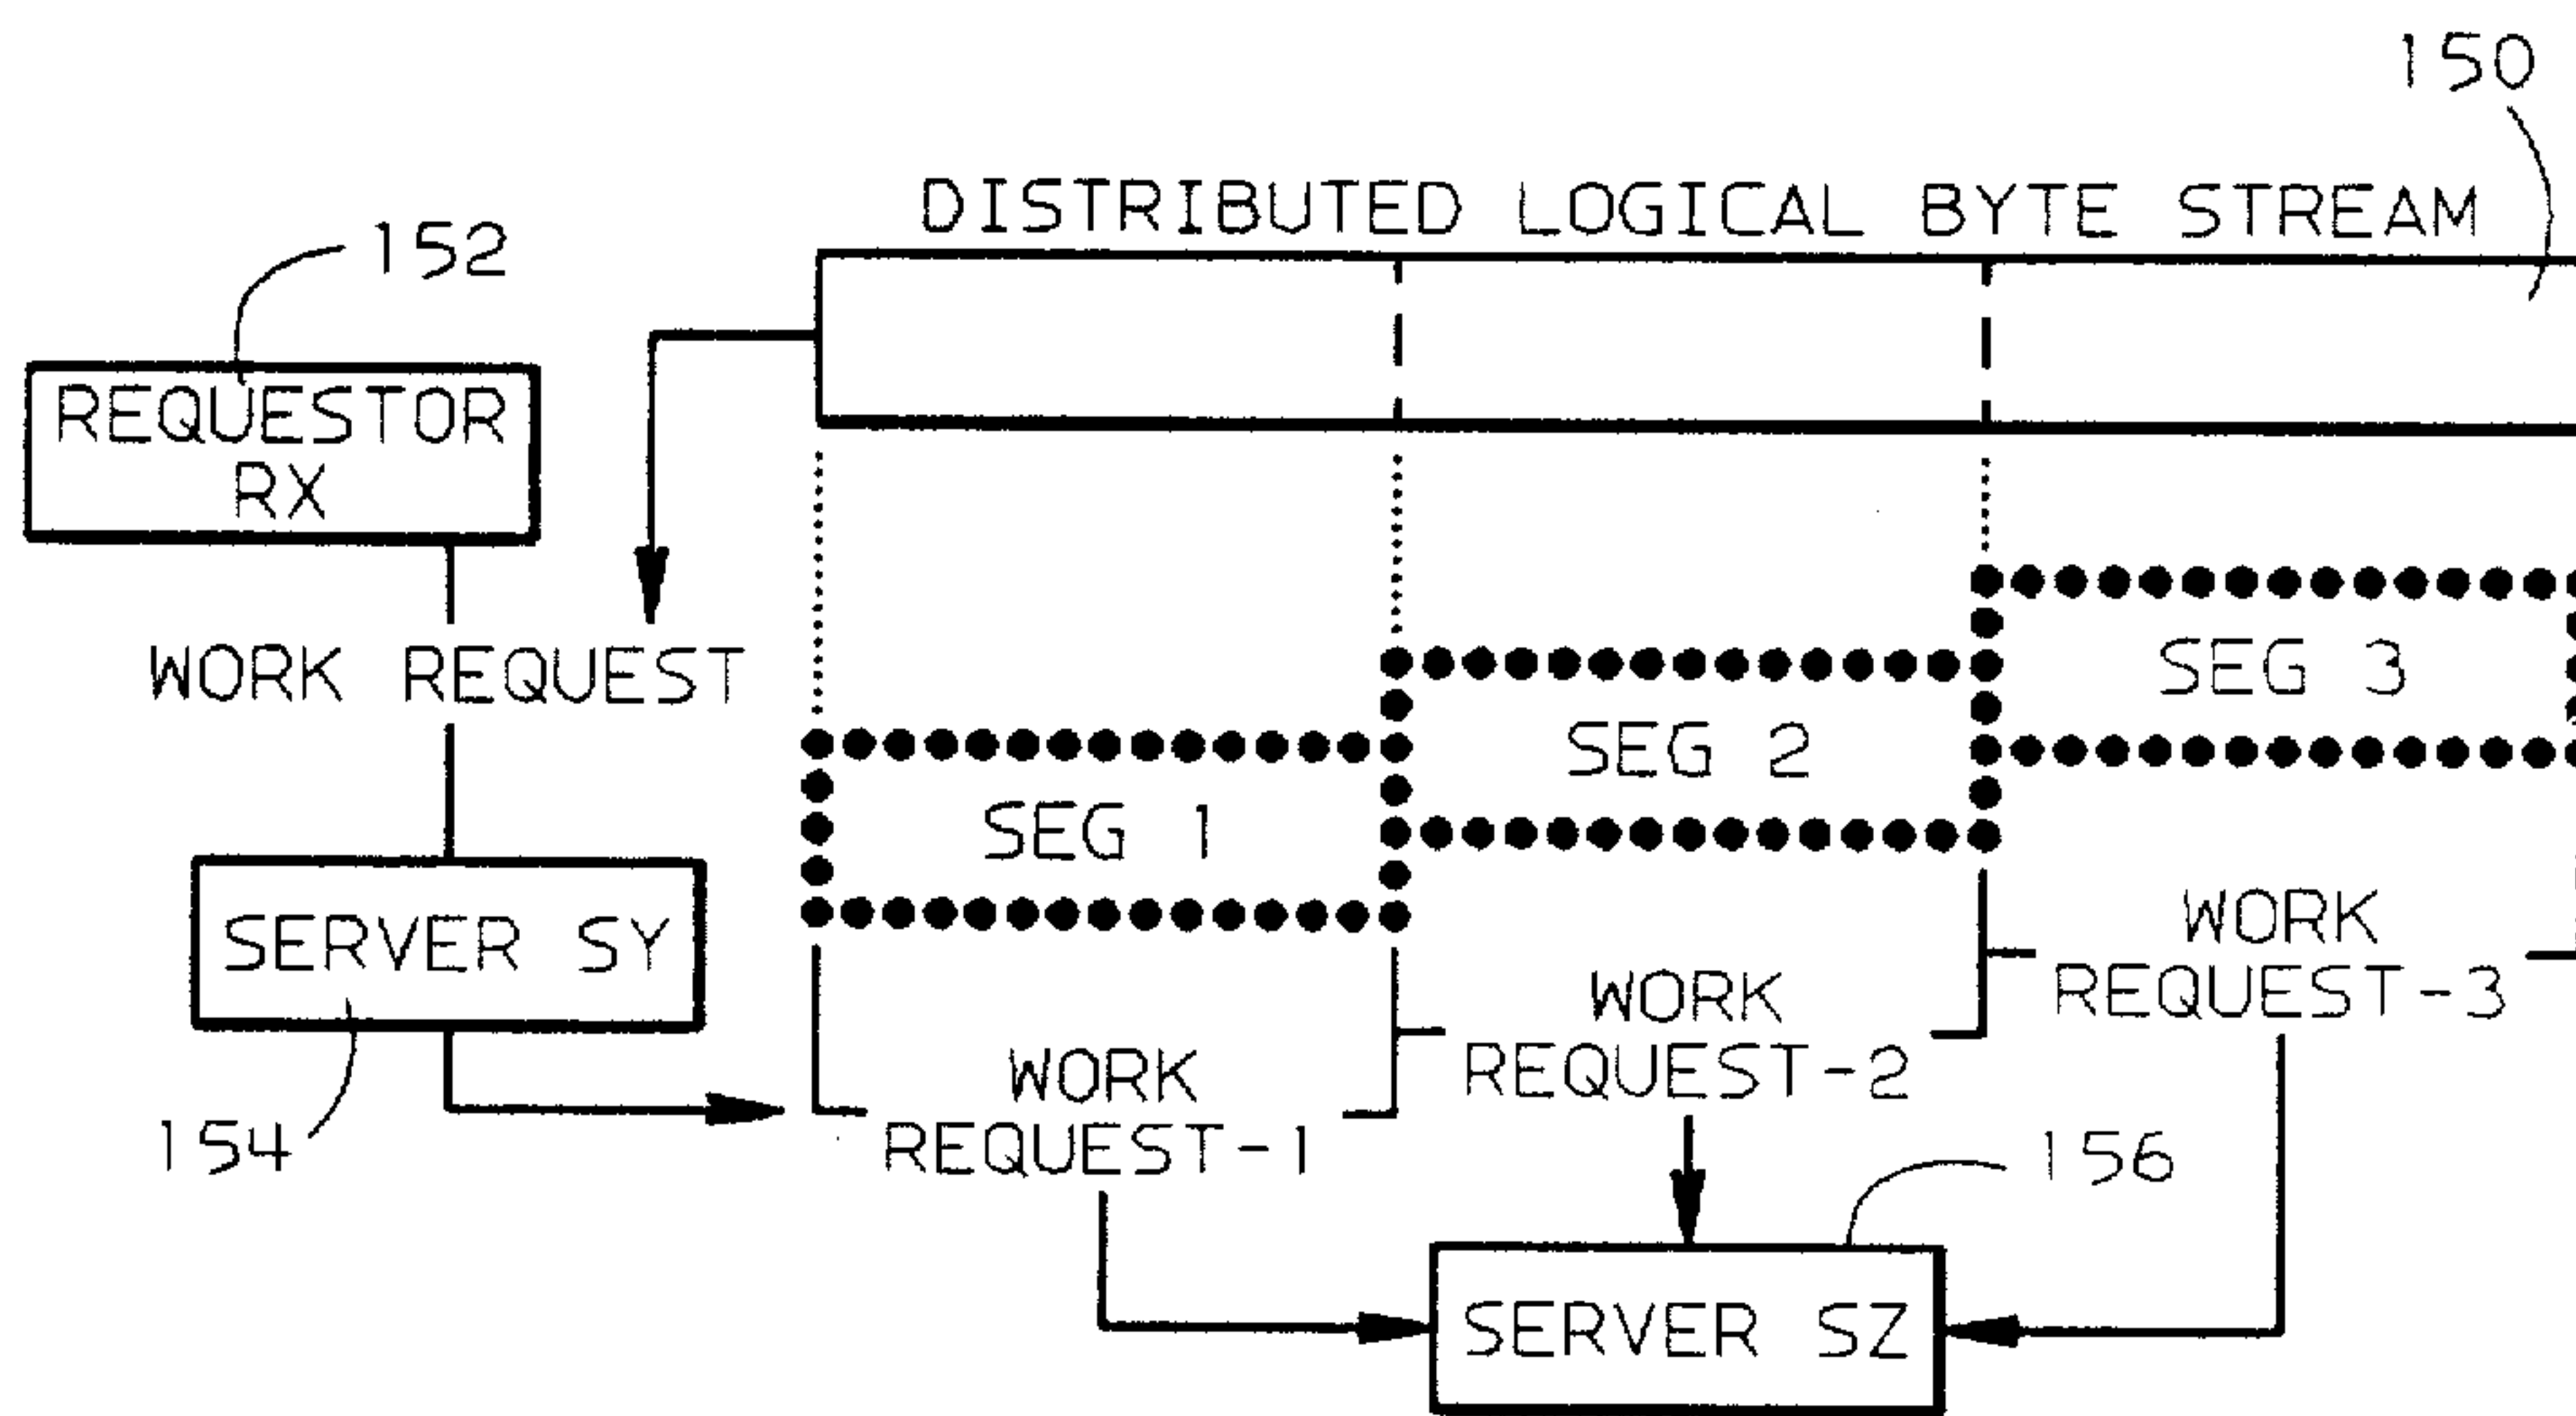 150
DISTRIBUTED LOGICAL BYTE STREAM
152
REQUESTOR
RX
WORK REQUEST
SEG 3
SEG 2
SEG 1
SERVER SY
WORK
REQUEST-3
WORK
REQUEST-2
WORK
REQUEST-1
154
156
SERVER SZ